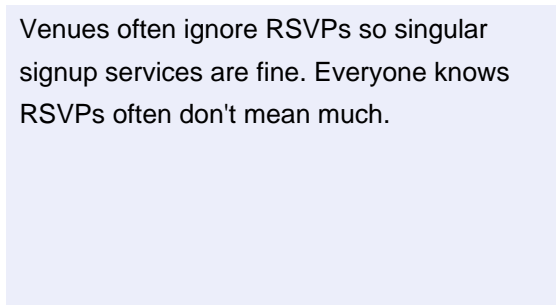 Venues often ignore RSVPs so singular
signup services are fine. Everyone knows
RSVPs often don't mean much.